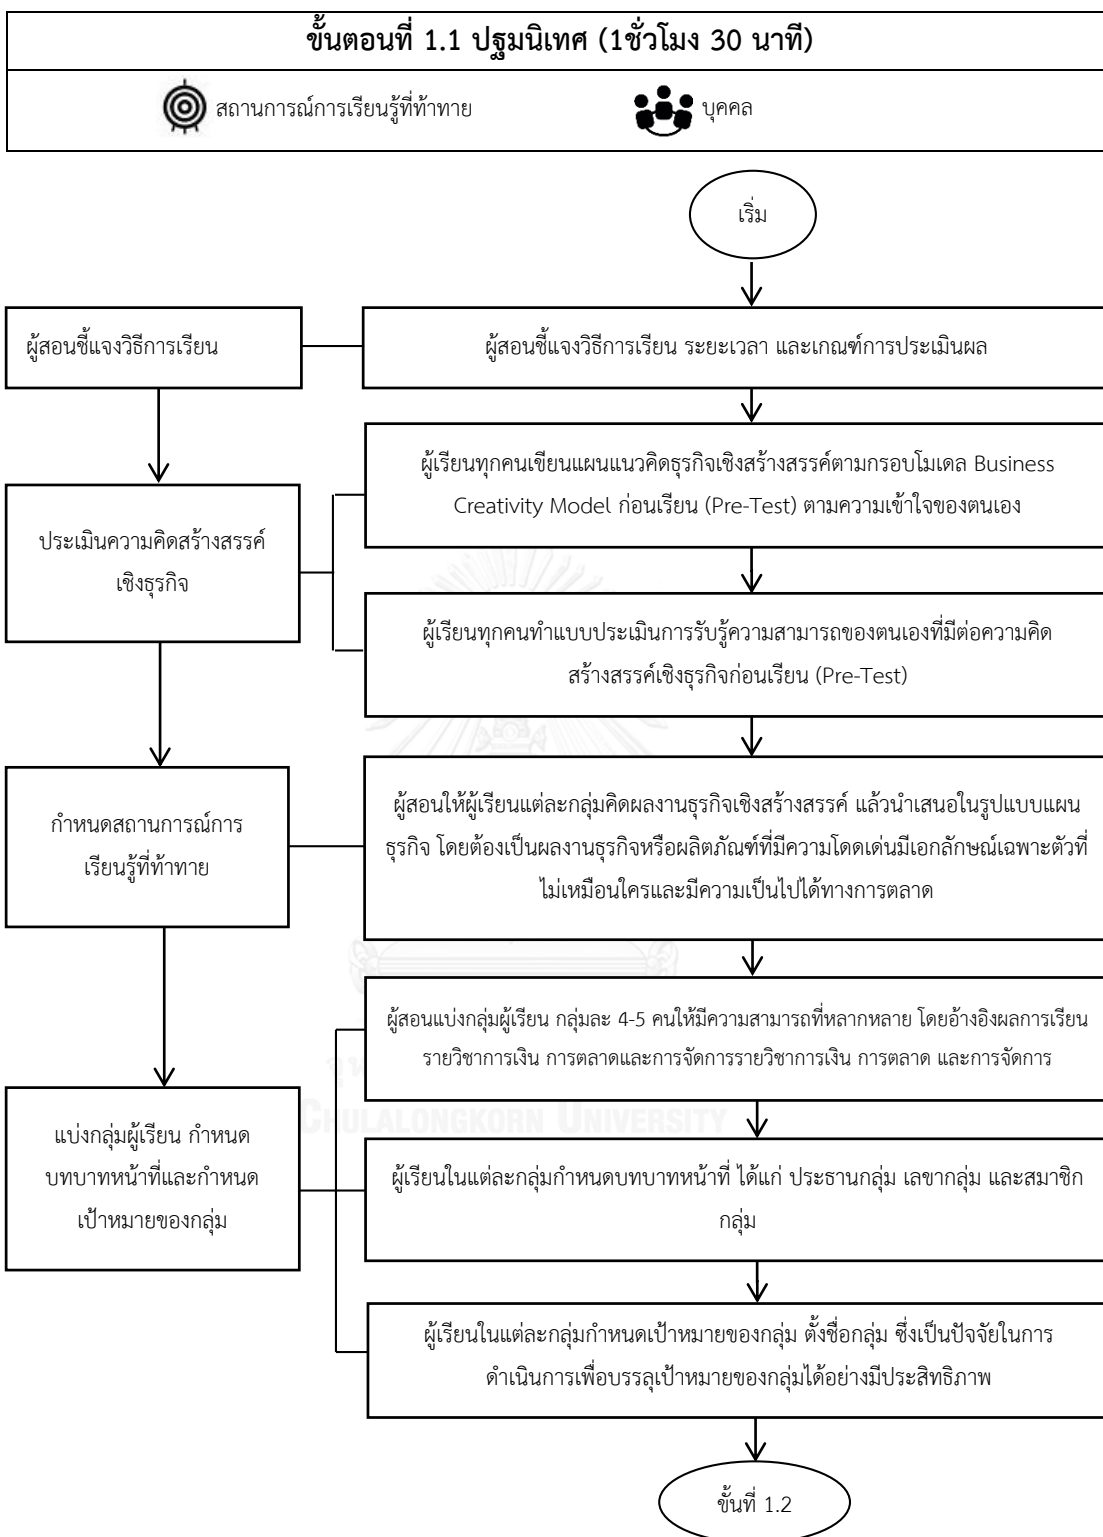 ขั้นตอนที่ 1.1 ปฐมนิเทศ (1ชั่วโมง 30 นาที)
สถานการณ์การเรียนรู้ที่ท้าทาย
บุคคล
เริ่ม
ผู้สอนชี้แจงวิธีการเรียน
ผู้สอนชี้แจงวิธีการเรียน ระยะเวลา และเกณฑ์การประเมินผล
ประเมินความคิดสร้างสรรค์
เชิงธุรกิจ
ผู้เรียนทุกคนเขียนแผนแนวคิดธุรกิจเชิงสร้างสรรค์ตามกรอบโมเดล Business
Creativity Model ก่อนเรียน (Pre-Test) ตามความเข้าใจของตนเอง
ผู้เรียนทุกคนทำแบบประเมินการรับรู้ความสามารถของตนเองที่มีต่อความคิด
สร้างสรรค์เชิงธุรกิจก่อนเรียน (Pre-Test)
กำหนดสถานการณ์การ
เรียนรู้ที่ท้าทาย
ผู้สอนให้ผู้เรียนแต่ละกลุ่มคิดผลงานธุรกิจเชิงสร้างสรรค์ แล้วนำเสนอในรูปแบบแผน
ธุรกิจ โดยต้องเป็นผลงานธุรกิจหรือผลิตภัณฑ์ที่มีความโดดเด่นมีเอกลักษณ์เฉพาะตัวที่
ไม่เหมือนใครและมีความเป็นไปได้ทางการตลาด
แบ่งกลุ่มผู้เรียน กำหนด
บทบาทหน้าที่และกำหนด
เป้าหมายของกลุ่ม
ผู้สอนแบ่งกลุ่มผู้เรียน กลุ่มละ 4-5 คนให้มีความสามารถที่หลากหลาย โดยอ้างอิงผลการเรียน
รายวิชาการเงิน การตลาดและการจัดการรายวิชาการเงิน การตลาด และการจัดการ
CHULALONGKORN UNIVERSITY
ผู้เรียนในแต่ละกลุ่มกำหนดบทบาทหน้าที่ ได้แก่ ประธานกลุ่ม เลขากลุ่ม และสมาชิก
กลุ่ม
ผู้เรียนในแต่ละกลุ่มกำหนดเป้าหมายของกลุ่ม ตั้งชื่อกลุ่ม ซึ่งเป็นปัจจัยในการ
ดำเนินการเพื่อบรรลุเป้าหมายของกลุ่มได้อย่างมีประสิทธิภาพ
ขั้นที่ 1.2